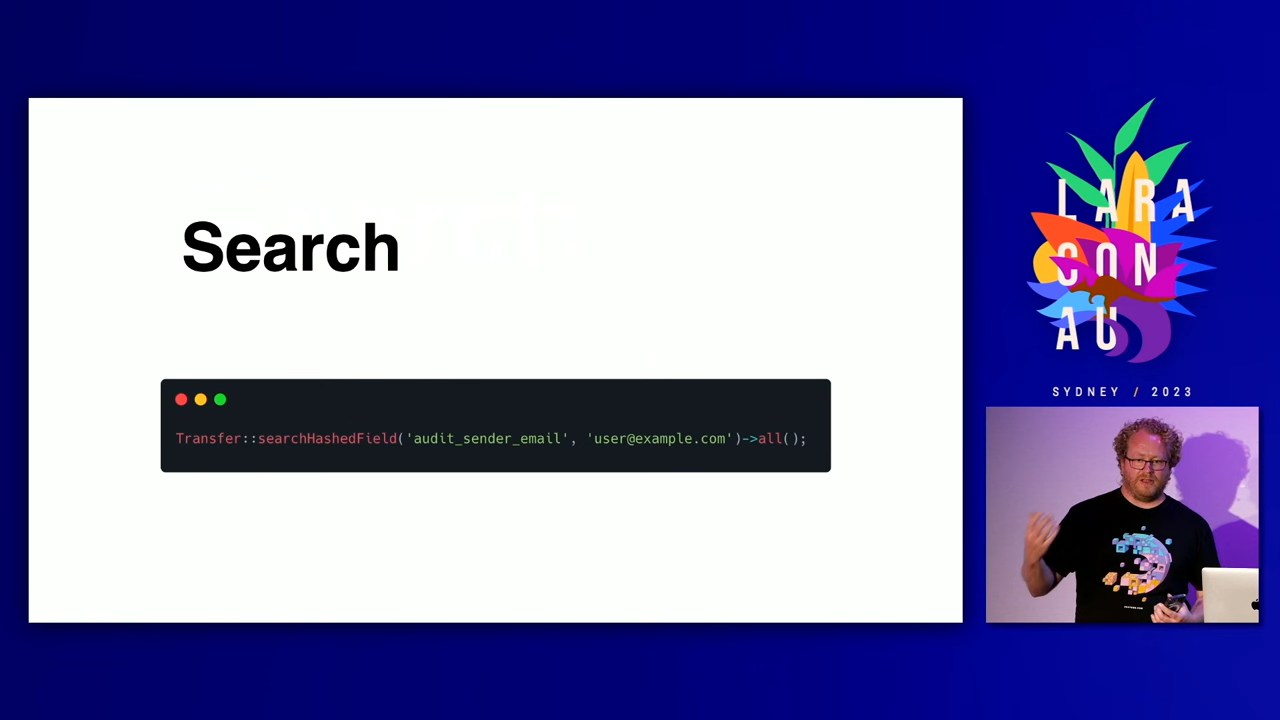 Search
Transfer::searchHashedField('audit_sender_email', 'user@example.com')->all();
LARA
CON
AU
SYDNEY / 2023